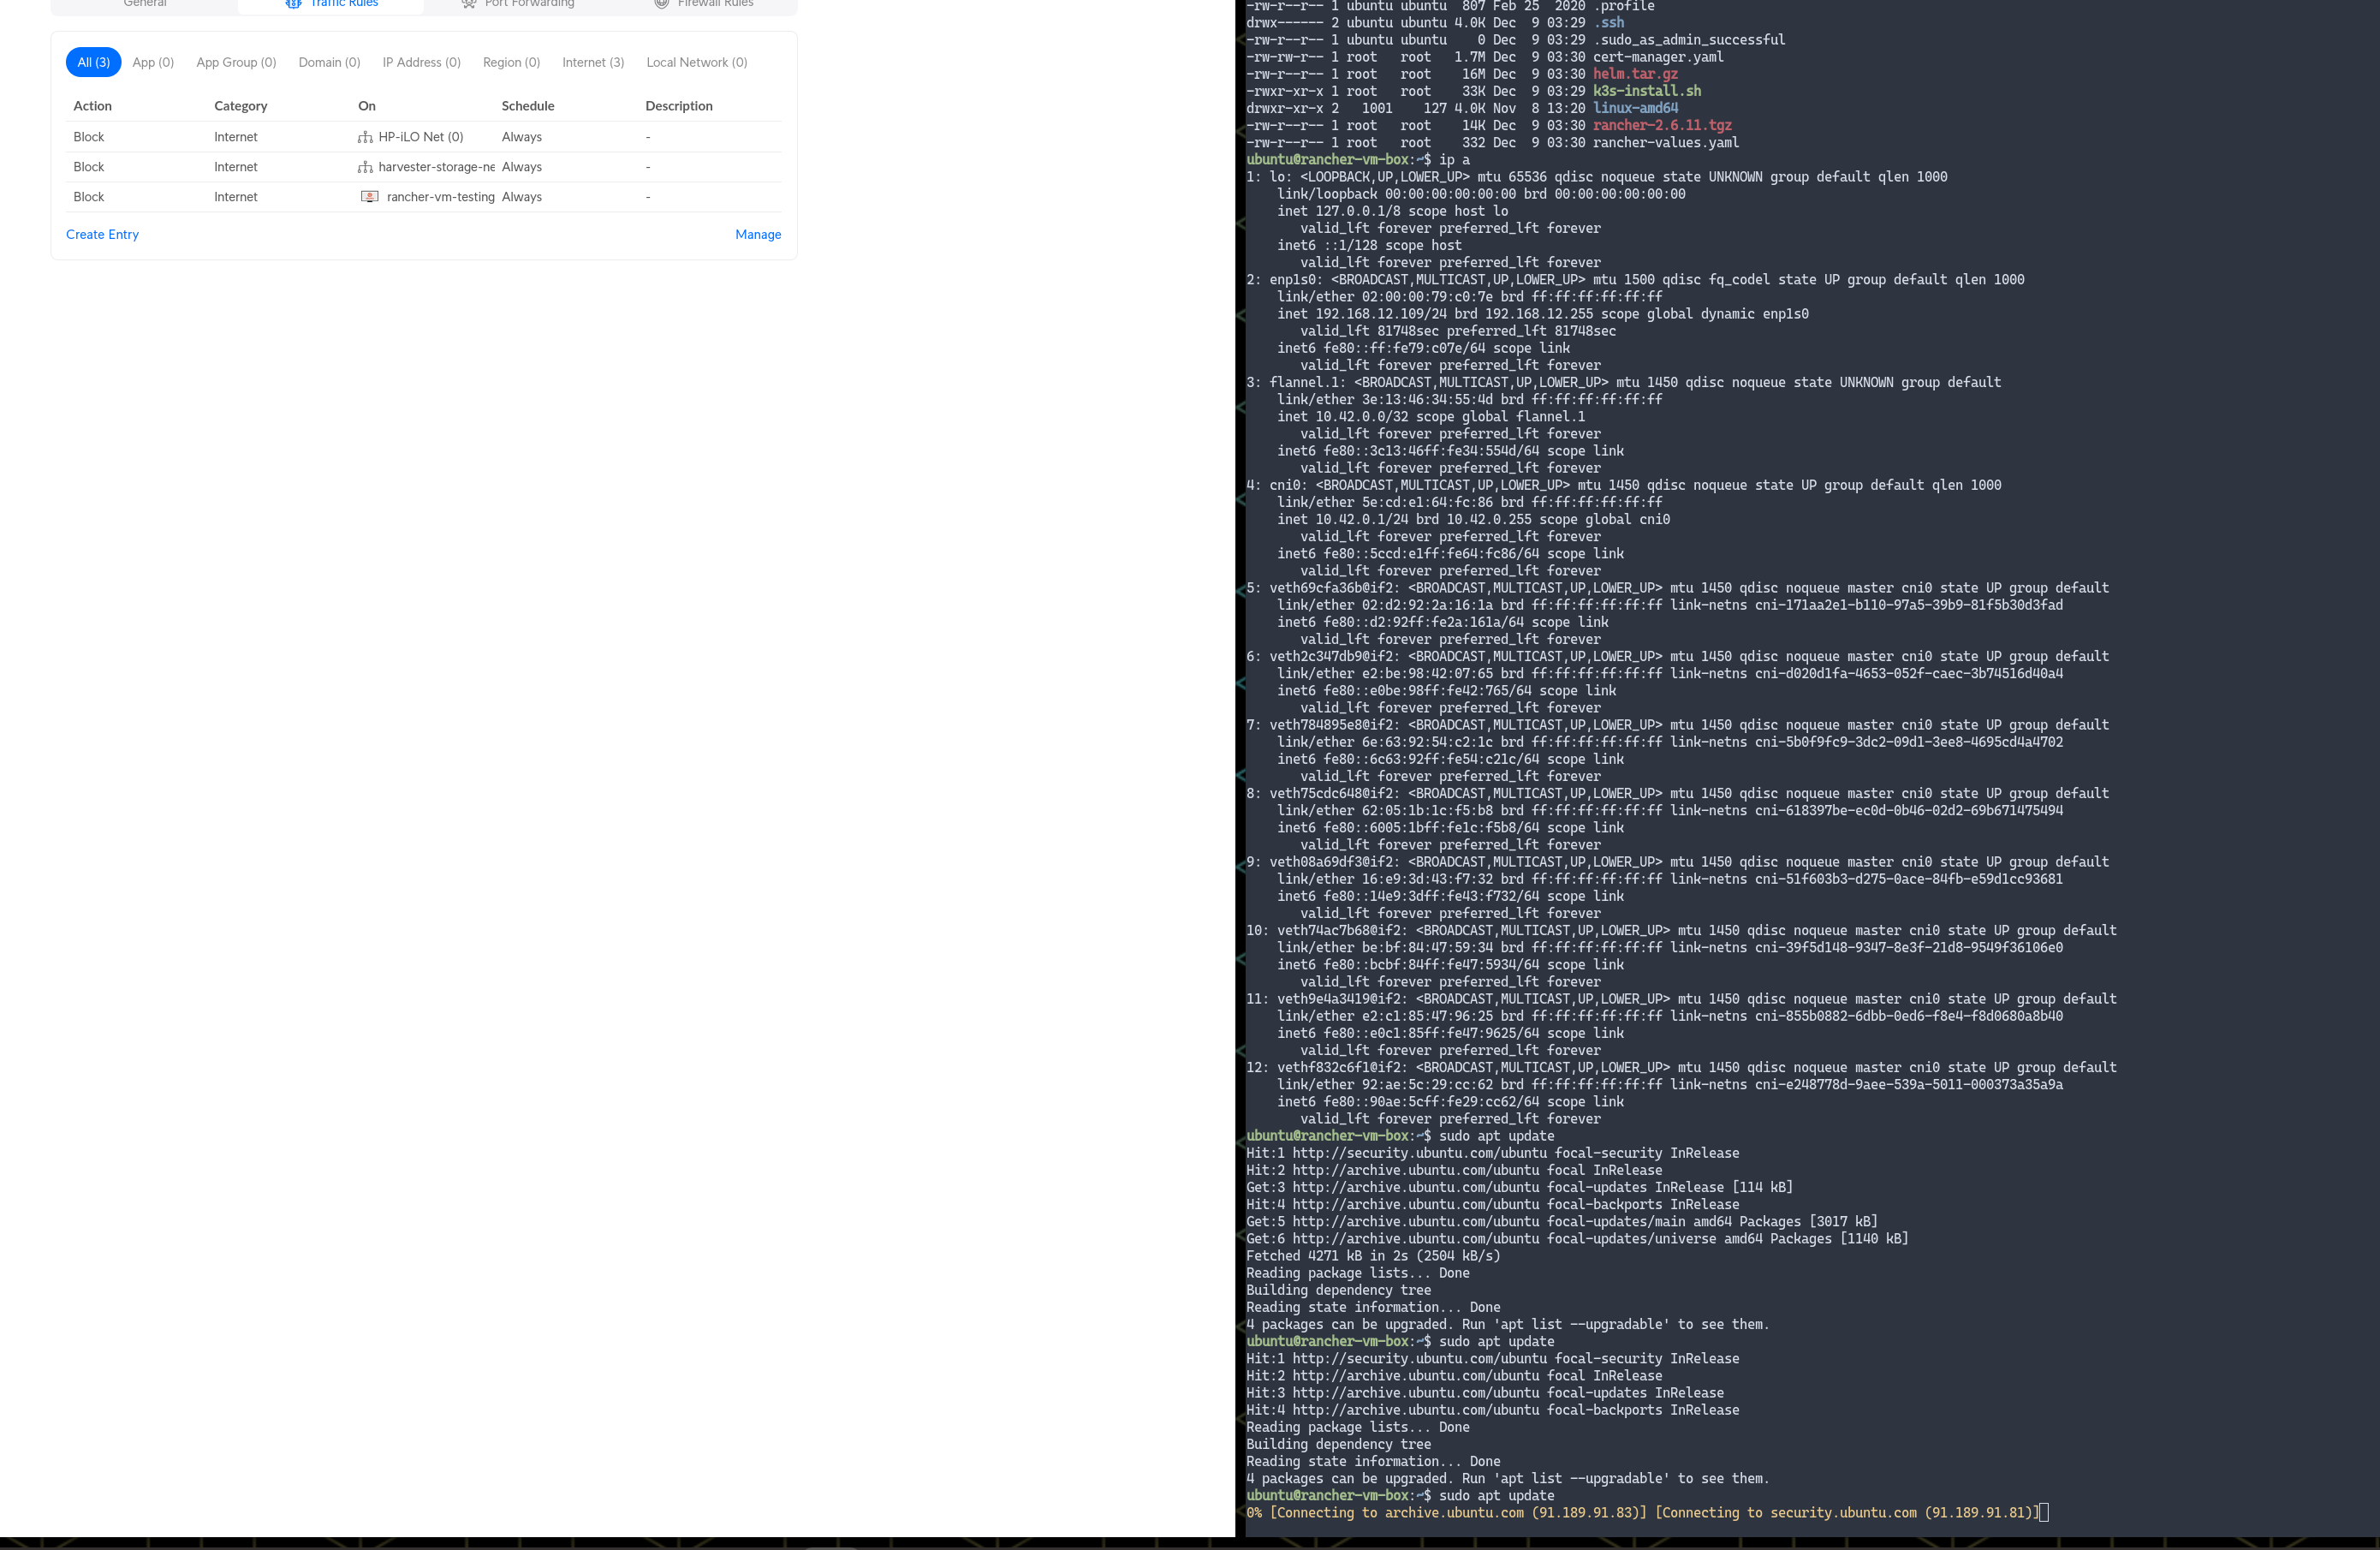 General Traffic Rules Port Forwarding Firewall Rules
All (3) App (0) App Group (0) Domain (0) IP Address (0) Region (0) Internet (3) Local Network (0)
Action Category On Schedule Description
Block Internet HP-iLO Net (0) Always -
Block Internet harvester-storage-ne Always -
Block Internet rancher-vm-testing Always -
Create Entry Manage
-rw-r--r-- 1 ubuntu ubuntu  807 Feb 25  2020 .profile
drwx------ 2 ubuntu ubuntu 4.0K Dec  9 03:29 .ssh
-rw-r--r-- 1 ubuntu ubuntu    0 Dec  9 03:29 .sudo_as_admin_successful
-rw-rw-r-- 1 root   root   1.7M Dec  9 03:30 cert-manager.yaml
-rw-r--r-- 1 root   root    16M Dec  9 03:30 helm.tar.gz
-rwxr-xr-x 1 root   root    33K Dec  9 03:29 k3s-install.sh
drwxr-xr-x 2   1001    127 4.0K Nov  8 13:20 linux-amd64
-rw-r--r-- 1 root   root    14K Dec  9 03:30 rancher-2.6.11.tgz
-rw-r--r-- 1 root   root    332 Dec  9 03:30 rancher-values.yaml
ubuntu@rancher-vm-box:~$ ip a
1: lo: <LOOPBACK,UP,LOWER_UP> mtu 65536 qdisc noqueue state UNKNOWN group default qlen 1000
    link/loopback 00:00:00:00:00:00 brd 00:00:00:00:00:00
    inet 127.0.0.1/8 scope host lo
       valid_lft forever preferred_lft forever
    inet6 ::1/128 scope host
       valid_lft forever preferred_lft forever
2: enp1s0: <BROADCAST,MULTICAST,UP,LOWER_UP> mtu 1500 qdisc fq_codel state UP group default qlen 1000
    link/ether 02:00:00:79:c0:7e brd ff:ff:ff:ff:ff:ff
    inet 192.168.12.109/24 brd 192.168.12.255 scope global dynamic enp1s0
       valid_lft 81748sec preferred_lft 81748sec
    inet6 fe80::ff:fe79:c07e/64 scope link
       valid_lft forever preferred_lft forever
3: flannel.1: <BROADCAST,MULTICAST,UP,LOWER_UP> mtu 1450 qdisc noqueue state UNKNOWN group default
    link/ether 3e:13:46:34:55:4d brd ff:ff:ff:ff:ff:ff
    inet 10.42.0.0/32 scope global flannel.1
       valid_lft forever preferred_lft forever
    inet6 fe80::3c13:46ff:fe34:554d/64 scope link
       valid_lft forever preferred_lft forever
4: cni0: <BROADCAST,MULTICAST,UP,LOWER_UP> mtu 1450 qdisc noqueue state UP group default qlen 1000
    link/ether 5e:cd:e1:64:fc:86 brd ff:ff:ff:ff:ff:ff
    inet 10.42.0.1/24 brd 10.42.0.255 scope global cni0
       valid_lft forever preferred_lft forever
    inet6 fe80::5ccd:e1ff:fe64:fc86/64 scope link
       valid_lft forever preferred_lft forever
5: veth69cfa36b@if2: <BROADCAST,MULTICAST,UP,LOWER_UP> mtu 1450 qdisc noqueue master cni0 state UP group default
    link/ether 02:d2:92:2a:16:1a brd ff:ff:ff:ff:ff:ff link-netns cni-171aa2e1-b110-97a5-39b9-81f5b30d3fad
    inet6 fe80::d2:92ff:fe2a:161a/64 scope link
       valid_lft forever preferred_lft forever
6: veth2c347db9@if2: <BROADCAST,MULTICAST,UP,LOWER_UP> mtu 1450 qdisc noqueue master cni0 state UP group default
    link/ether e2:be:98:42:07:65 brd ff:ff:ff:ff:ff:ff link-netns cni-d020d1fa-4653-052f-caec-3b74516d40a4
    inet6 fe80::e0be:98ff:fe42:765/64 scope link
       valid_lft forever preferred_lft forever
7: veth784895e8@if2: <BROADCAST,MULTICAST,UP,LOWER_UP> mtu 1450 qdisc noqueue master cni0 state UP group default
    link/ether 6e:63:92:54:c2:1c brd ff:ff:ff:ff:ff:ff link-netns cni-5b0f9fc9-3dc2-09d1-3ee8-4695cd4a4702
    inet6 fe80::6c63:92ff:fe54:c21c/64 scope link
       valid_lft forever preferred_lft forever
8: veth75cdc648@if2: <BROADCAST,MULTICAST,UP,LOWER_UP> mtu 1450 qdisc noqueue master cni0 state UP group default
    link/ether 62:05:1b:1c:f5:b8 brd ff:ff:ff:ff:ff:ff link-netns cni-618397be-ec0d-0b46-02d2-69b671475494
    inet6 fe80::6005:1bff:fe1c:f5b8/64 scope link
       valid_lft forever preferred_lft forever
9: veth08a69df3@if2: <BROADCAST,MULTICAST,UP,LOWER_UP> mtu 1450 qdisc noqueue master cni0 state UP group default
    link/ether 16:e9:3d:43:f7:32 brd ff:ff:ff:ff:ff:ff link-netns cni-51f603b3-d275-0ace-84fb-e59d1cc93681
    inet6 fe80::14e9:3dff:fe43:f732/64 scope link
       valid_lft forever preferred_lft forever
10: veth74ac7b68@if2: <BROADCAST,MULTICAST,UP,LOWER_UP> mtu 1450 qdisc noqueue master cni0 state UP group default
    link/ether be:bf:84:47:59:34 brd ff:ff:ff:ff:ff:ff link-netns cni-39f5d148-9347-8e3f-21d8-9549f36106e0
    inet6 fe80::bcbf:84ff:fe47:5934/64 scope link
       valid_lft forever preferred_lft forever
11: veth9e4a3419@if2: <BROADCAST,MULTICAST,UP,LOWER_UP> mtu 1450 qdisc noqueue master cni0 state UP group default
    link/ether e2:c1:85:47:96:25 brd ff:ff:ff:ff:ff:ff link-netns cni-855b0882-6dbb-0ed6-f8e4-f8d0680a8b40
    inet6 fe80::e0c1:85ff:fe47:9625/64 scope link
       valid_lft forever preferred_lft forever
12: vethf832c6f1@if2: <BROADCAST,MULTICAST,UP,LOWER_UP> mtu 1450 qdisc noqueue master cni0 state UP group default
    link/ether 92:ae:5c:29:cc:62 brd ff:ff:ff:ff:ff:ff link-netns cni-e248778d-9aee-539a-5011-000373a35a9a
    inet6 fe80::90ae:5cff:fe29:cc62/64 scope link
       valid_lft forever preferred_lft forever
ubuntu@rancher-vm-box:~$ sudo apt update
Hit:1 http://security.ubuntu.com/ubuntu focal-security InRelease
Hit:2 http://archive.ubuntu.com/ubuntu focal InRelease
Get:3 http://archive.ubuntu.com/ubuntu focal-updates InRelease [114 kB]
Hit:4 http://archive.ubuntu.com/ubuntu focal-backports InRelease
Get:5 http://archive.ubuntu.com/ubuntu focal-updates/main amd64 Packages [3017 kB]
Get:6 http://archive.ubuntu.com/ubuntu focal-updates/universe amd64 Packages [1140 kB]
Fetched 4271 kB in 2s (2504 kB/s)
Reading package lists... Done
Building dependency tree
Reading state information... Done
4 packages can be upgraded. Run 'apt list --upgradable' to see them.
ubuntu@rancher-vm-box:~$ sudo apt update
Hit:1 http://security.ubuntu.com/ubuntu focal-security InRelease
Hit:2 http://archive.ubuntu.com/ubuntu focal InRelease
Hit:3 http://archive.ubuntu.com/ubuntu focal-updates InRelease
Hit:4 http://archive.ubuntu.com/ubuntu focal-backports InRelease
Reading package lists... Done
Building dependency tree
Reading state information... Done
4 packages can be upgraded. Run 'apt list --upgradable' to see them.
ubuntu@rancher-vm-box:~$ sudo apt update
0% [Connecting to archive.ubuntu.com (91.189.91.83)] [Connecting to security.ubuntu.com (91.189.91.81)]